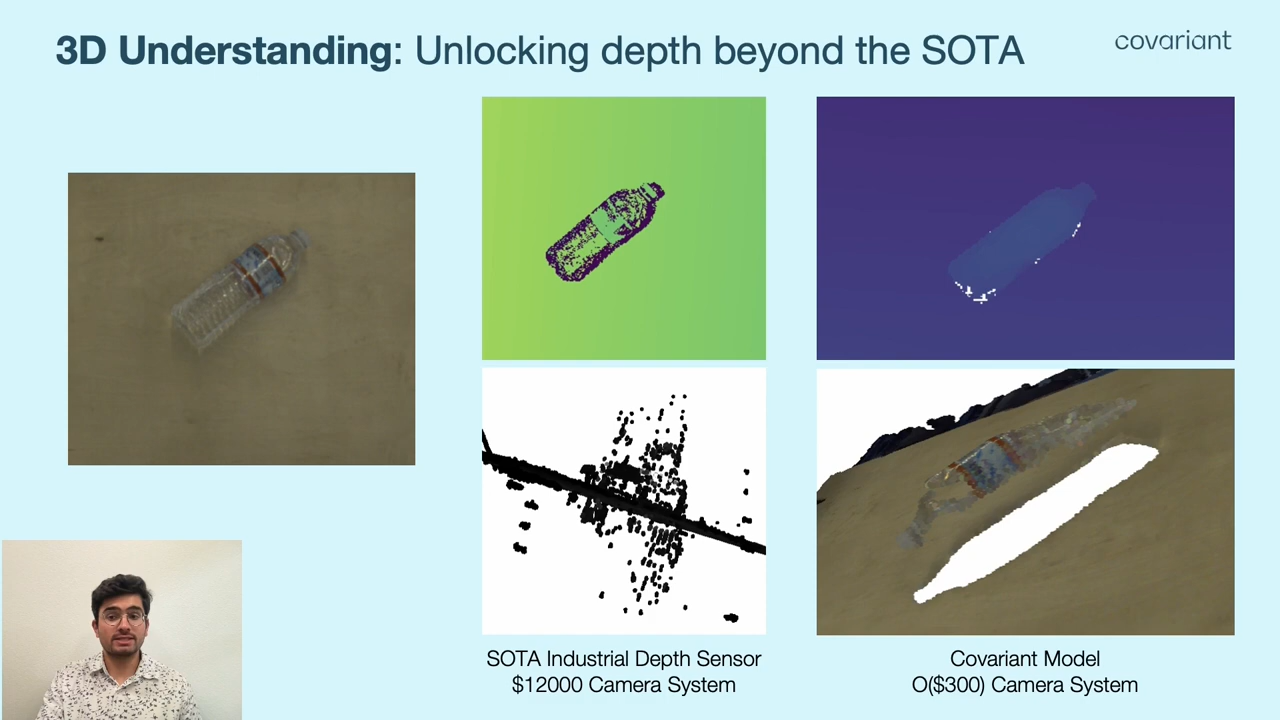 3D Understanding: Unlocking depth beyond the SOTA
covariant
SOTA Industrial Depth Sensor
$12000 Camera System
Covariant Model
O($300) Camera System